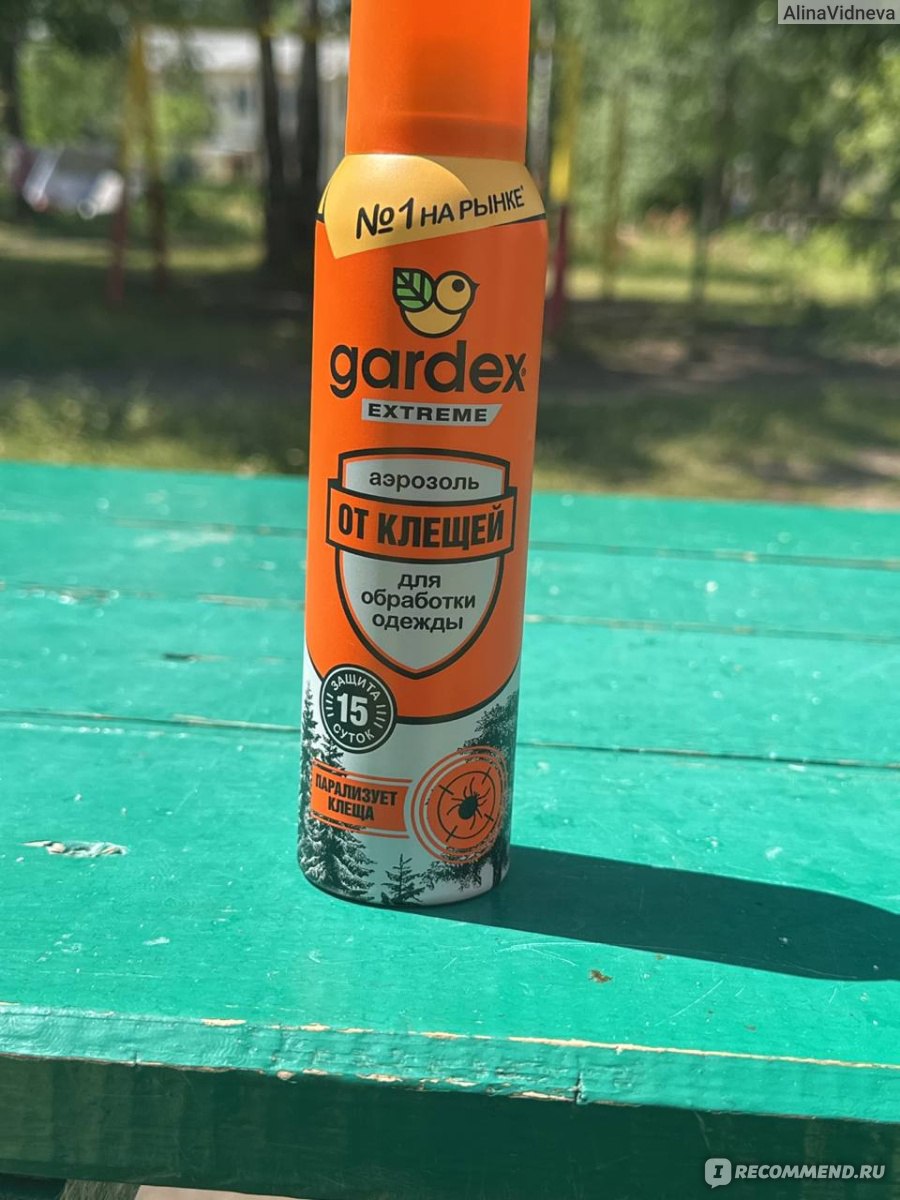 AlinaVidneva
№1 НА РЫНКЕ*
gardex®
EXTREME
аэрозоль
ОТ КЛЕЩЕЙ
для
обработки
одежды
ЗАЩИТА
15
СУТОК
ПАРАЛИЗУЕТ
КЛЕЩА
I RECOMMEND.RU